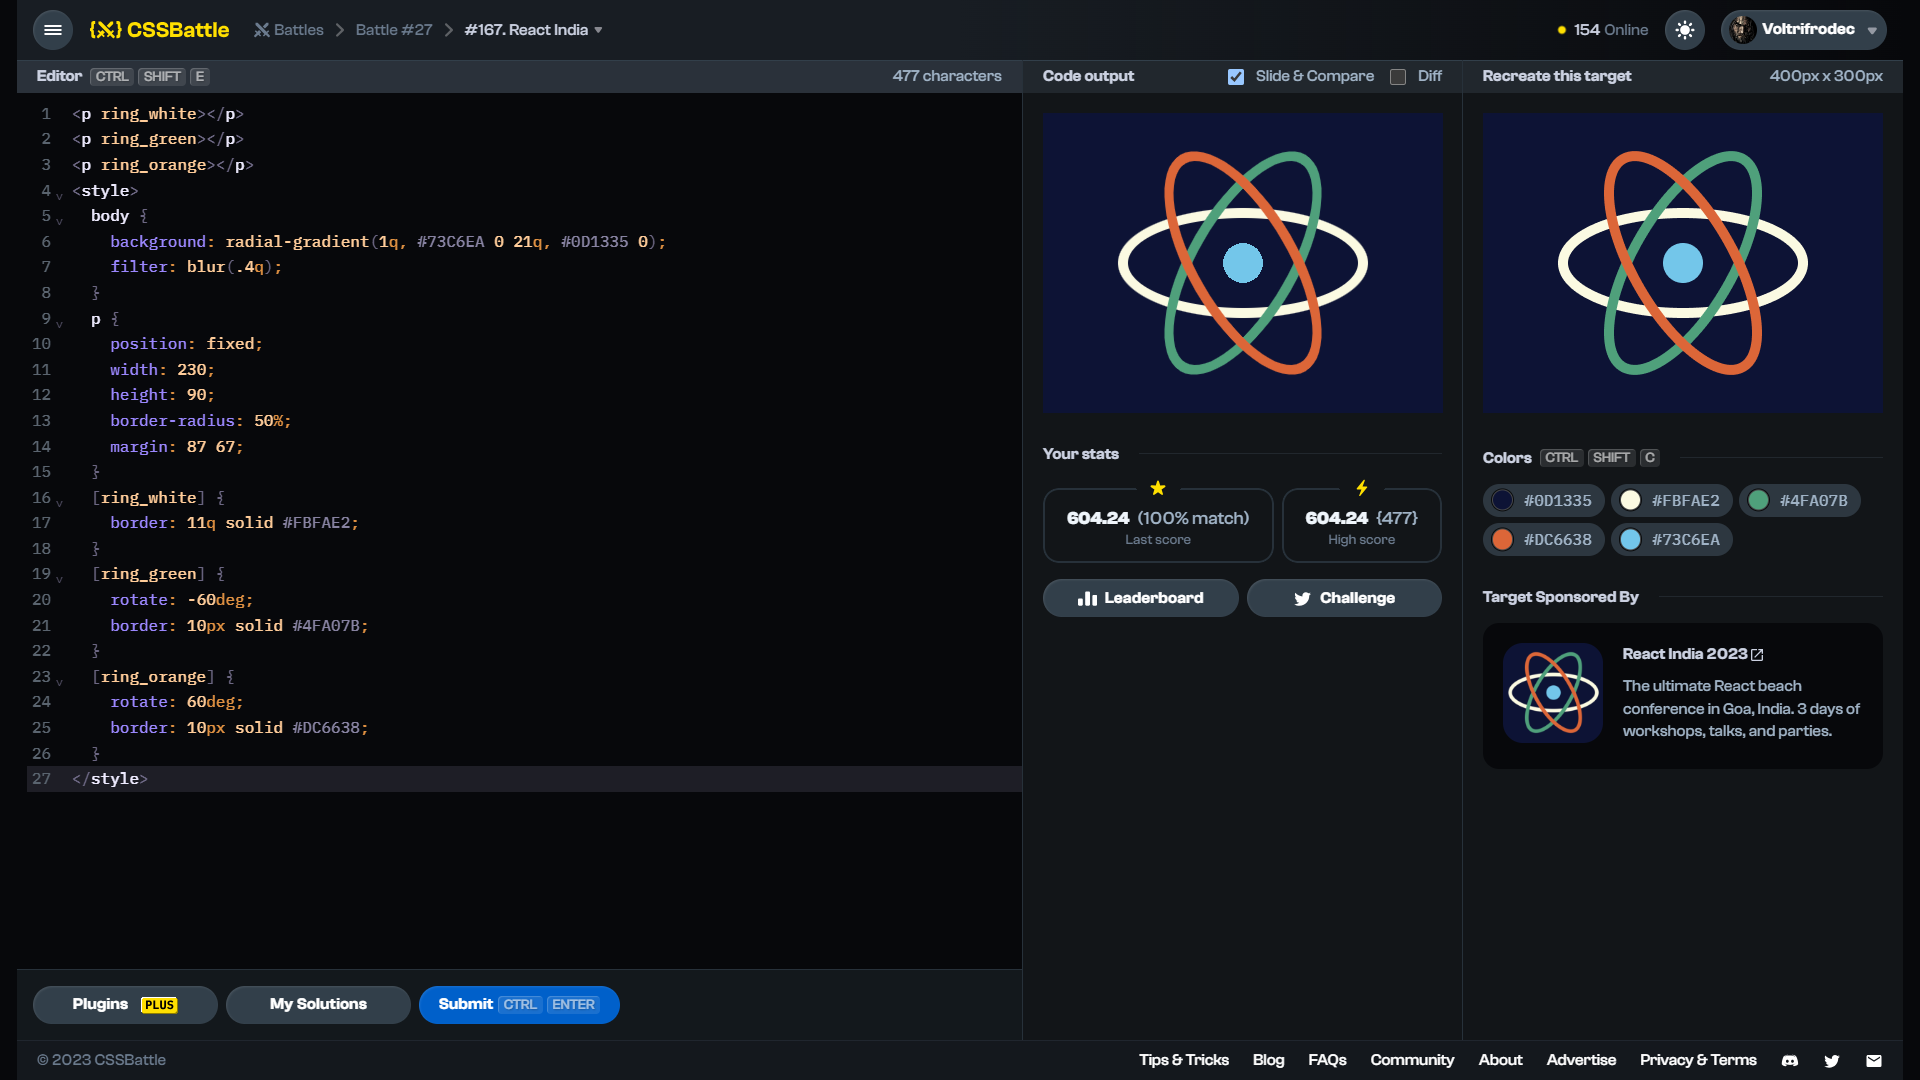 {X} CSSBattle
Battles
Battle #27
#167. React India
154 Online
Voltrifrodec
Editor CTRL SHIFT E
477 characters
1 <p ring_white></p>
2 <p ring_green></p>
3 <p ring_orange></p>
4 <style>
5 body {
6 background: radial-gradient(1q, #73C6EA 0 21q, #0D1335 0);
7 filter: blur(.4q);
8 }
9 p {
10 position: fixed;
11 width: 230;
12 height: 90;
13 border-radius: 50%;
14 margin: 87 67;
15 }
16 [ring_white] {
17 border: 11q solid #FBFAE2;
18 }
19 [ring_green] {
20 rotate: -60deg;
21 border: 10px solid #4FA07B;
22 }
23 [ring_orange] {
24 rotate: 60deg;
25 border: 10px solid #DC6638;
26 }
27 </style>
Plugins PLUS
My Solutions
Submit CTRL ENTER
Code output
Slide & Compare
Diff
Your stats
604.24 (100% match)
Last score
604.24 {477}
High score
Leaderboard
Challenge
Recreate this target
400px x 300px
Colors CTRL SHIFT C
#0D1335
#FBFAE2
#4FA07B
#DC6638
#73C6EA
Target Sponsored By
React India 2023
The ultimate React beach
conference in Goa, India. 3 days of
workshops, talks, and parties.
© 2023 CSSBattle
Tips & Tricks
Blog
FAQs
Community
About
Advertise
Privacy & Terms